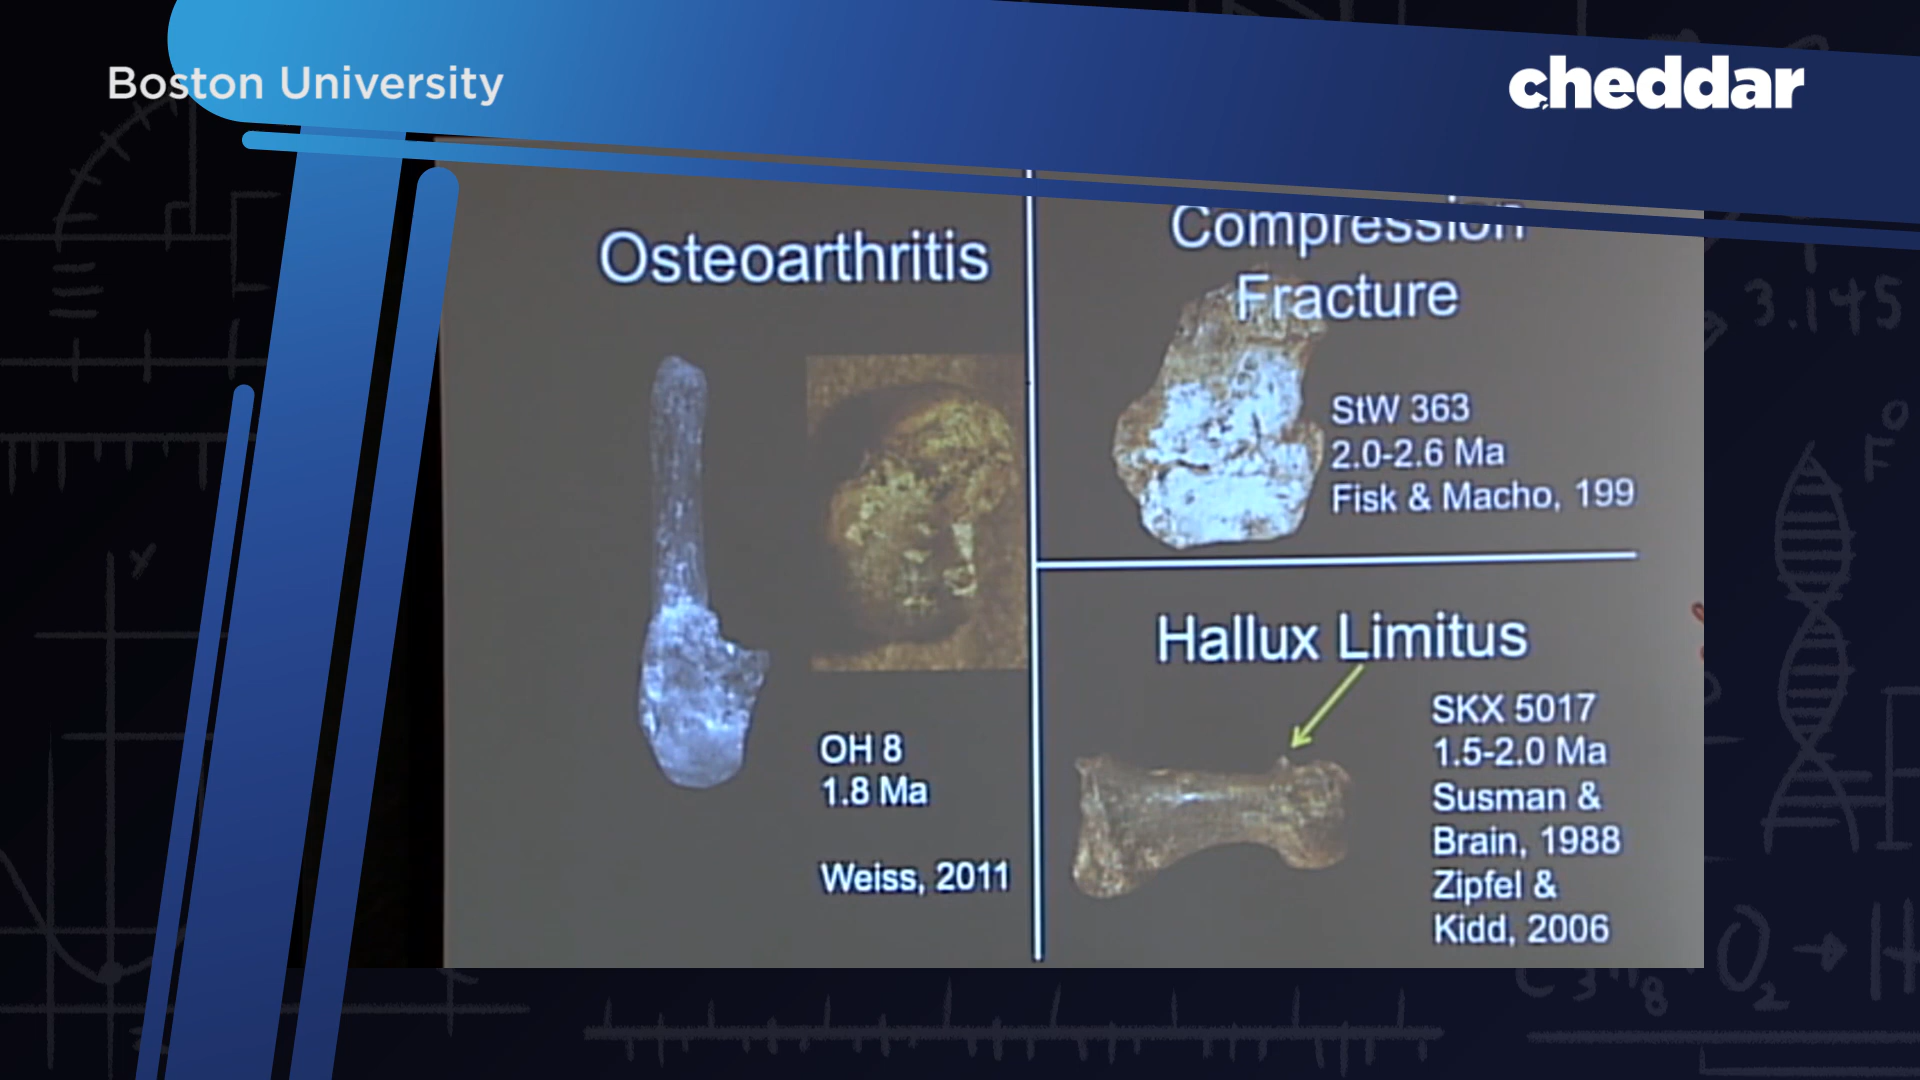 Boston University
cheddar
Osteoarthritis
OH 8
1.8 Ma
Weiss, 2011
Compression
Fracture
StW 363
2.0-2.6 Ma
Fisk & Macho, 199
Hallux Limitus
SKX 5017
1.5-2.0 Ma
Susman &
Brain, 1988
Zipfel &
Kidd, 2006
3.145
F°
x
O₂ → H